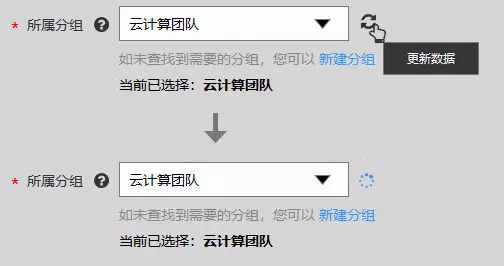 * 所属分组 ? 云计算团队
如未查找到需要的分组，您可以 新建分组
更新数据
当前已选择：云计算团队
* 所属分组 ? 云计算团队
如未查找到需要的分组，您可以 新建分组
当前已选择：云计算团队